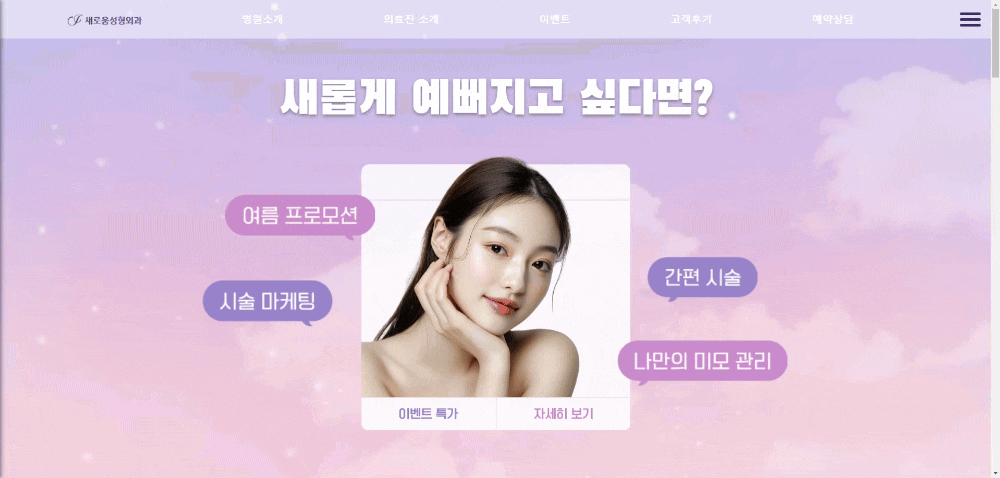 새로움성형외과
병원소개
의료진 소개
이벤트
고객후기
예약상담
새롭게 예뻐지고 싶다면?
여름 프로모션
시술 마케팅
간편 시술
나만의 미모 관리
이벤트 특가
자세히 보기